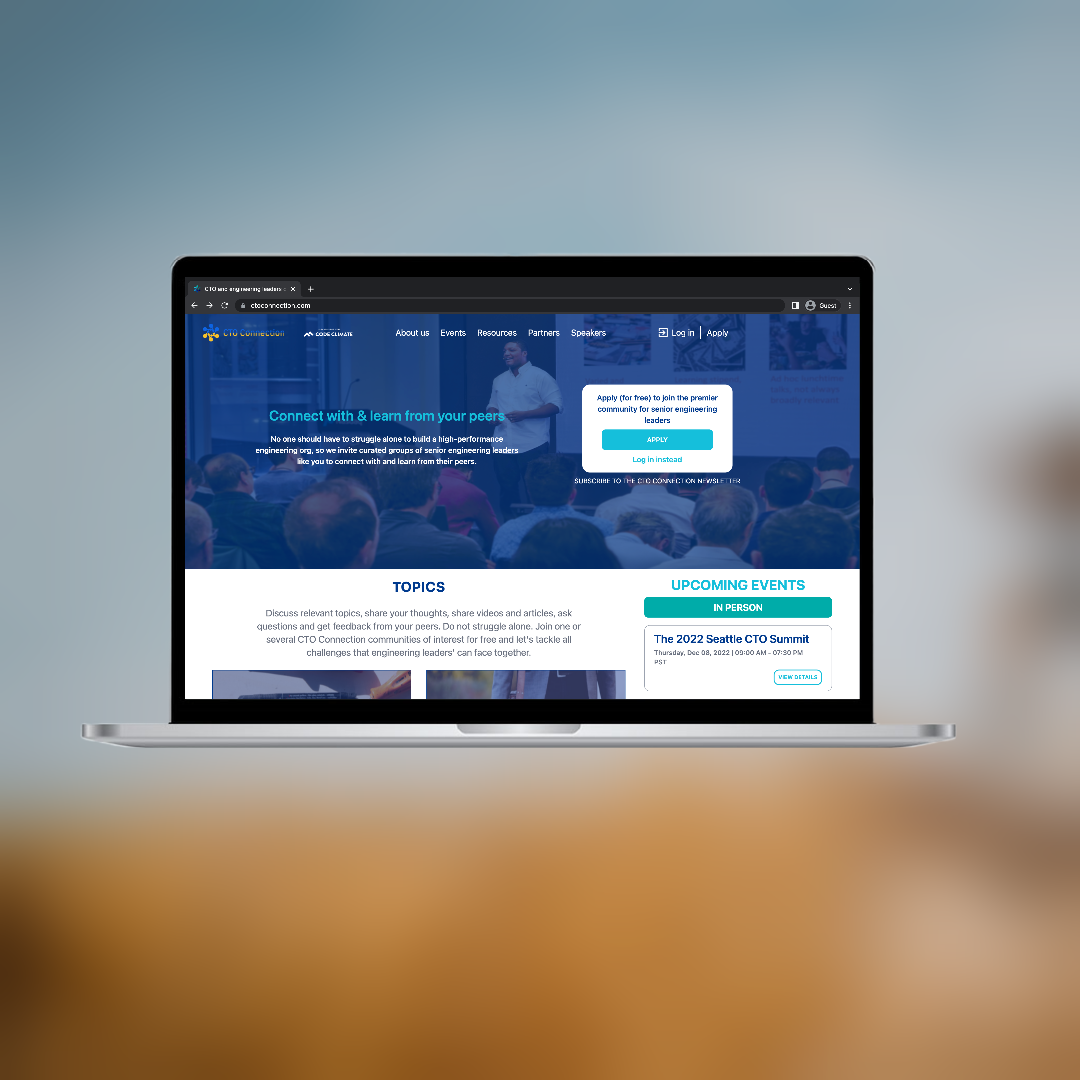 CTO and engineering leaders c
ctoconnection.com
Guest
CTO Connection
CODE CLIMATE
About us Events Resources Partners Speakers
Log in Apply
Connect with & learn from your peers
No one should have to struggle alone to build a high-performance
engineering org, so we invite curated groups of senior engineering leaders
like you to connect with and learn from their peers.
Apply (for free) to join the premier
community for senior engineering
leaders
APPLY
Log in instead
SUBSCRIBE TO THE CTO CONNECTION NEWSLETTER
TOPICS
Discuss relevant topics, share your thoughts, share videos and articles, ask
questions and get feedback from your peers. Do not struggle alone. Join one or
several CTO Connection communities of interest for free and let's tackle all
challenges that engineering leaders' can face together.
UPCOMING EVENTS
IN PERSON
The 2022 Seattle CTO Summit
Thursday, Dec 08, 2022 | 09:00 AM - 07:30 PM
PST
VIEW DETAILS